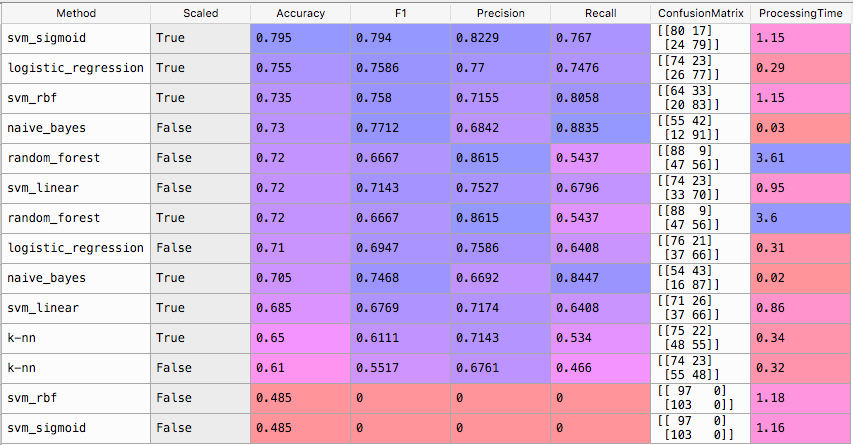 Method Scaled Accuracy F1 Precision Recall ConfusionMatrix ProcessingTime
svm_sigmoid True 0.795 0.794 0.8229 0.767 [[80 17] 1.15
[24 79]]
logistic_regression True 0.755 0.7586 0.77 0.7476 [[74 23] 0.29
[26 77]]
svm_rbf True 0.735 0.758 0.7155 0.8058 [[64 33] 1.15
[20 83]]
naive_bayes False 0.73 0.7712 0.6842 0.8835 [[55 42] 0.03
[12 91]]
random_forest False 0.72 0.6667 0.8615 0.5437 [[88 9] 3.61
[47 56]]
svm_linear False 0.72 0.7143 0.7527 0.6796 [[74 23] 0.95
[33 70]]
random_forest True 0.72 0.6667 0.8615 0.5437 [[88 9] 3.6
[47 56]]
logistic_regression False 0.71 0.6947 0.7586 0.6408 [[76 21] 0.31
[37 66]]
naive_bayes True 0.705 0.7468 0.6692 0.8447 [[54 43] 0.02
[16 87]]
svm_linear True 0.685 0.6769 0.7174 0.6408 [[71 26] 0.86
[37 66]]
k-nn True 0.65 0.6111 0.7143 0.534 [[75 22] 0.34
[48 55]]
k-nn False 0.61 0.5517 0.6761 0.466 [[74 23] 0.32
[55 48]]
svm_rbf False 0.485 0 0 0 [[ 97 0] 1.18
[103 0]]
svm_sigmoid False 0.485 0 0 0 [[ 97 0] 1.16
[103 0]]